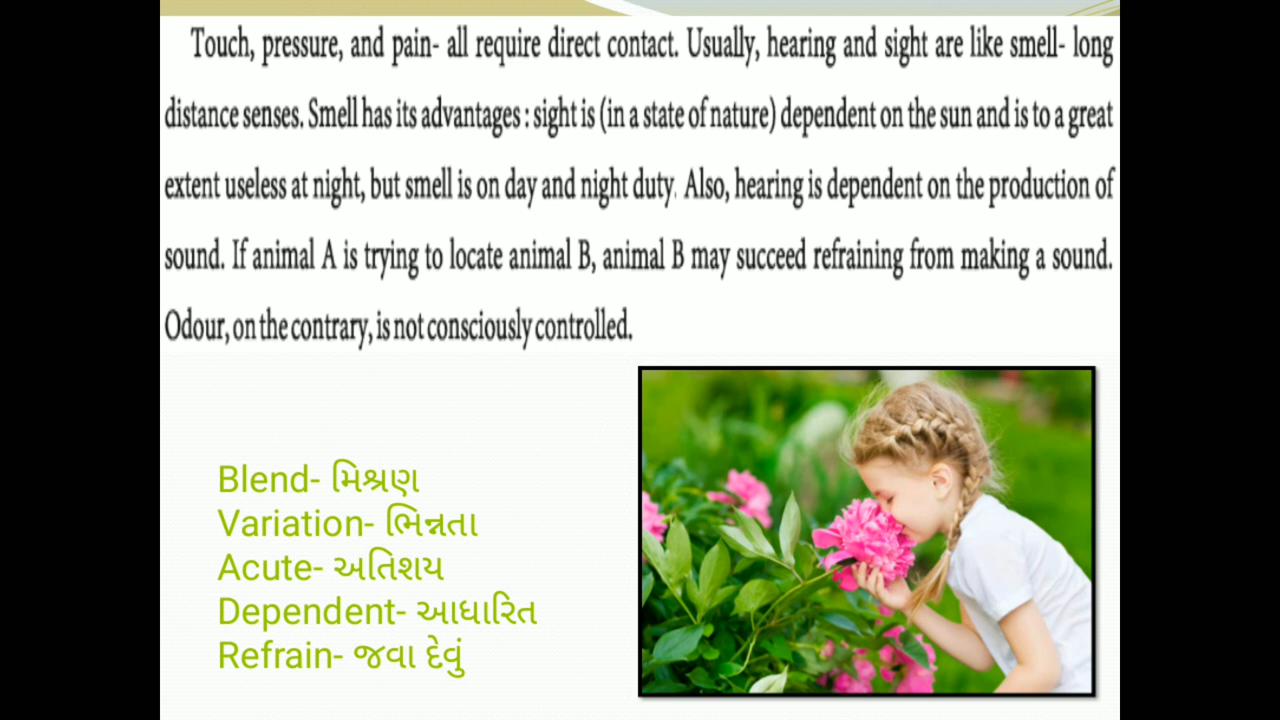 Touch, pressure, and pain- all require direct contact. Usually, hearing and sight are like smell- long
distance senses. Smell has its advantages : sight is (in a state of nature) dependent on the sun and is to a great
extent useless at night, but smell is on day and night duty. Also, hearing is dependent on the production of
sound. If animal A is trying to locate animal B, animal B may succeed refraining from making a sound.
Odour, on the contrary, is not consciously controlled.
Blend- મિશ્રણ
Variation- ભિન્નતા
Acute- અતિશય
Dependent- આધારિત
Refrain- જવા દેવું